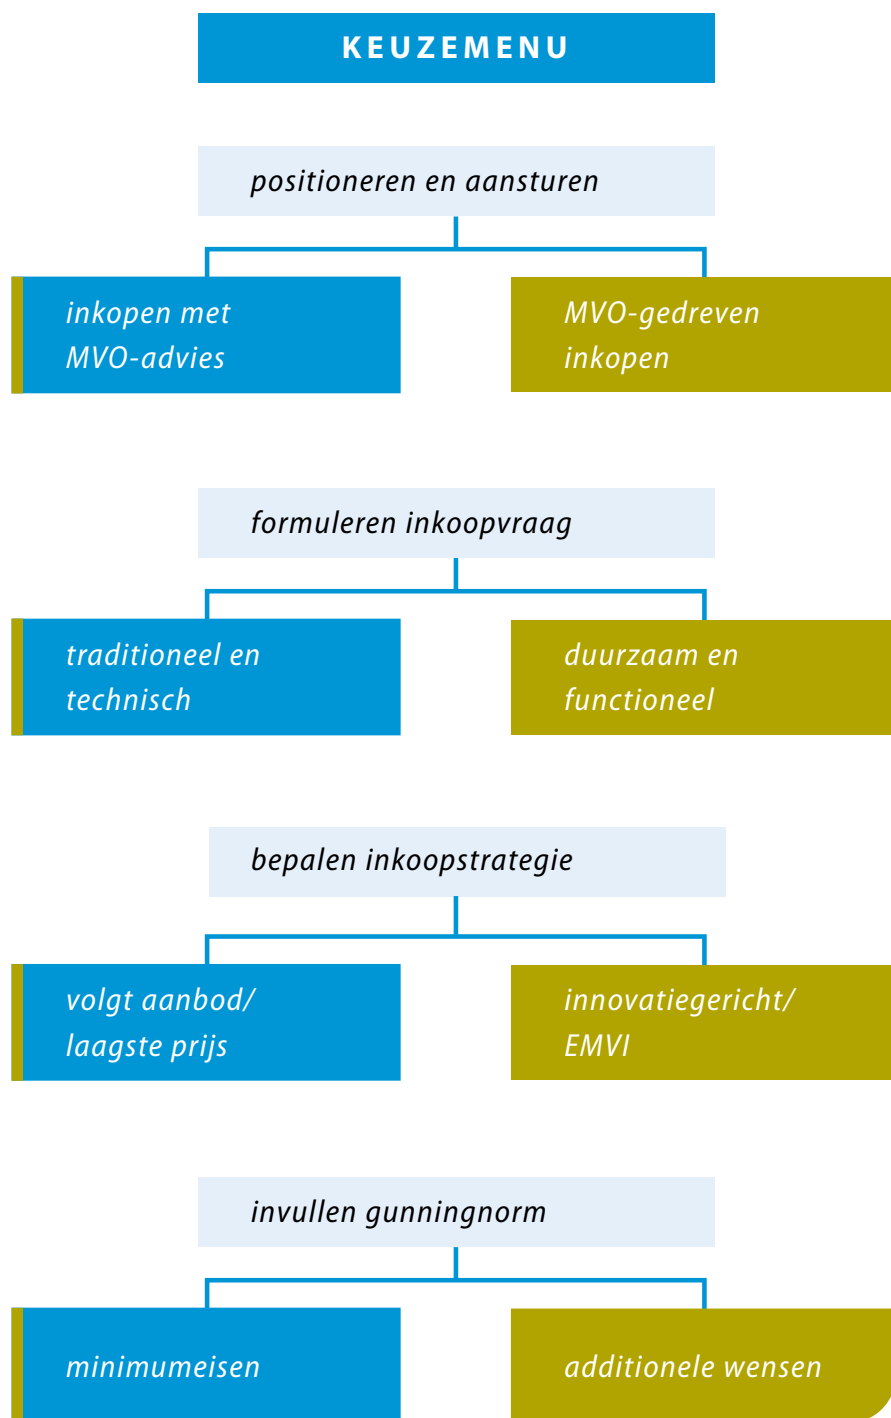 KEUZEMENU
positioneren en aansturen
inkopen met
MVO-advies
MVO-gedreven
inkopen
formuleren inkoopvraag
traditioneel en
technisch
duurzaam en
functioneel
bepalen inkoopstrategie
volgt aanbod/
laagste prijs
innovatiegericht/
EMVI
invullen gunningnorm
minimumeisen
additionele wensen